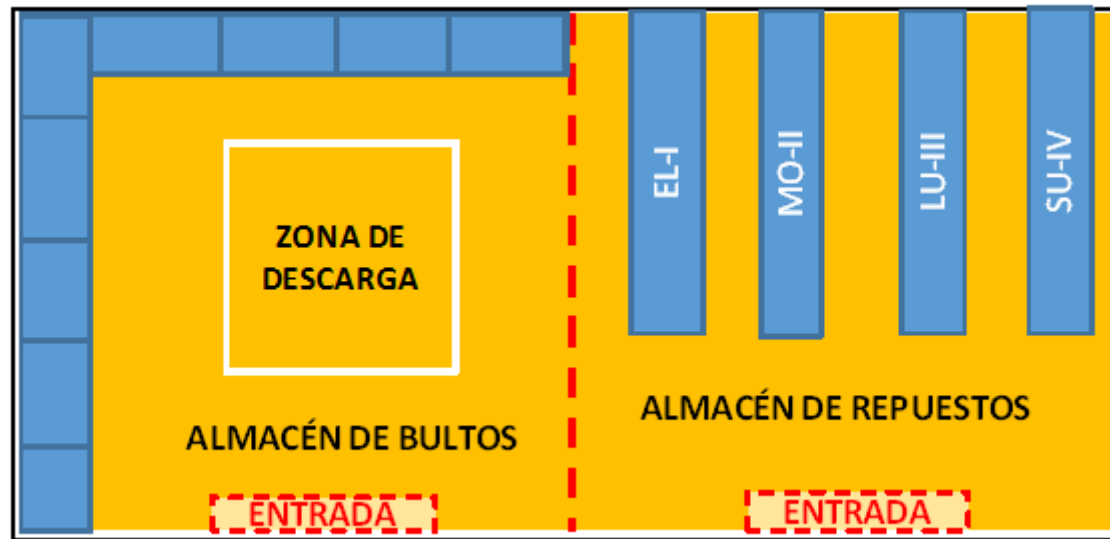 EL-I
MO-II
LU-III
SU-IV
ZONA DE
DESCARGA
ALMACÉN DE REPUESTOS
ALMACÉN DE BULTOS
ENTRADA
ENTRADA